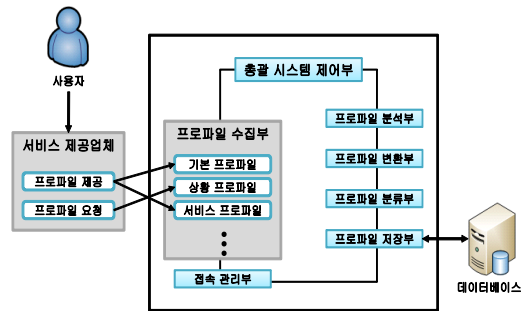 사용자
서비스 제공업체
프로파일 제공
프로파일 요청
총괄 시스템 제어부
프로파일 수집부
기본 프로파일
상황 프로파일
서비스 프로파일
접속 관리부
프로파일 분석부
프로파일 변환부
프로파일 분류부
프로파일 저장부
데이터베이스